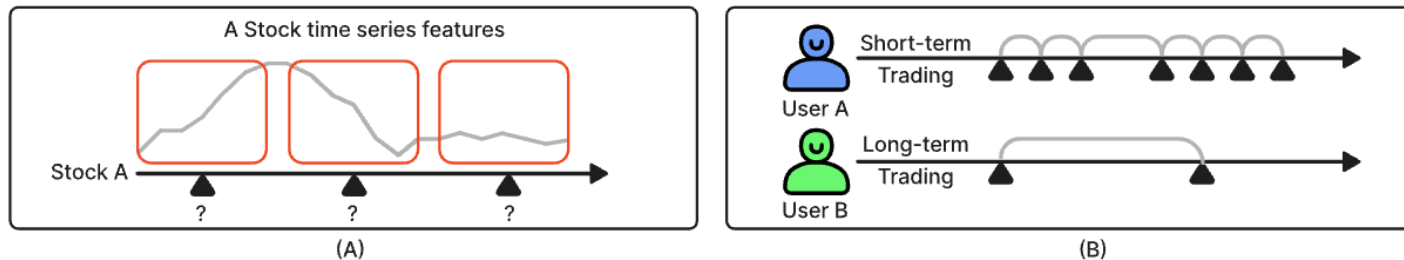 A Stock time series features
Stock A
?
?
?
(A)
Short-term
Trading
User A
Long-term
Trading
User B
(B)